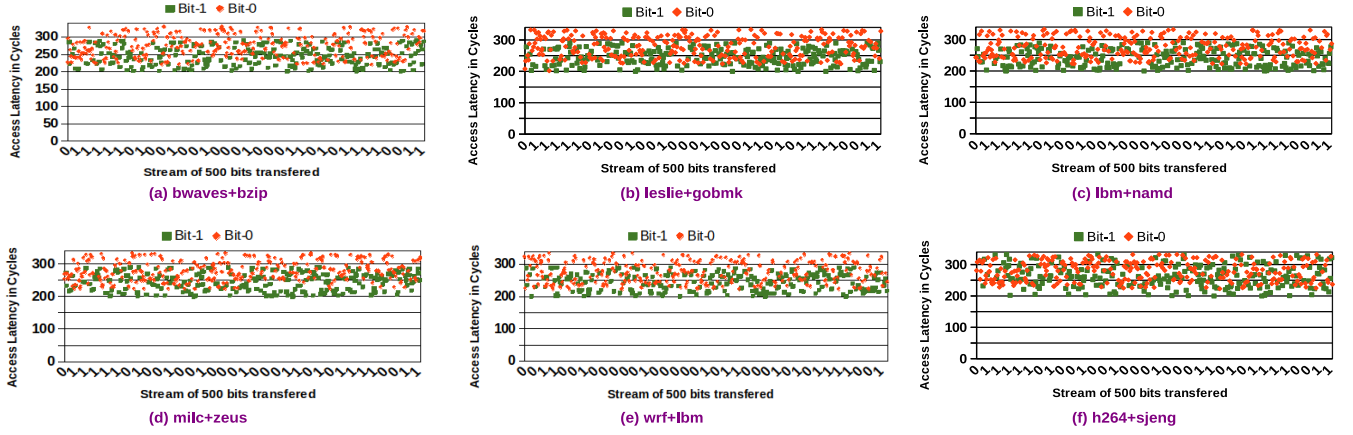 Bit-1 Bit-0
Access Latency in Cycles
300
250
200
150
100
50
0
Stream of 500 bits transfered
(a) bwaves+bzip
Bit-1 Bit-0
Access Latency in Cycles
300
200
100
0
Stream of 500 bits transfered
(b) leslie+gobmk
Bit-1 Bit-0
Access Latency in Cycles
300
200
100
0
Stream of 500 bits transfered
(c) lbm+namd
Bit-1 Bit-0
Access Latency in Cycles
300
200
100
0
Stream of 500 bits transfered
(d) milc+zeus
Bit-1 Bit-0
Access Latency in Cycles
300
200
100
0
Stream of 500 bits transfered
(e) wrf+lbm
Bit-1 Bit-0
Access Latency in Cycles
300
200
100
0
Stream of 500 bits transfered
(f) h264+sjeng